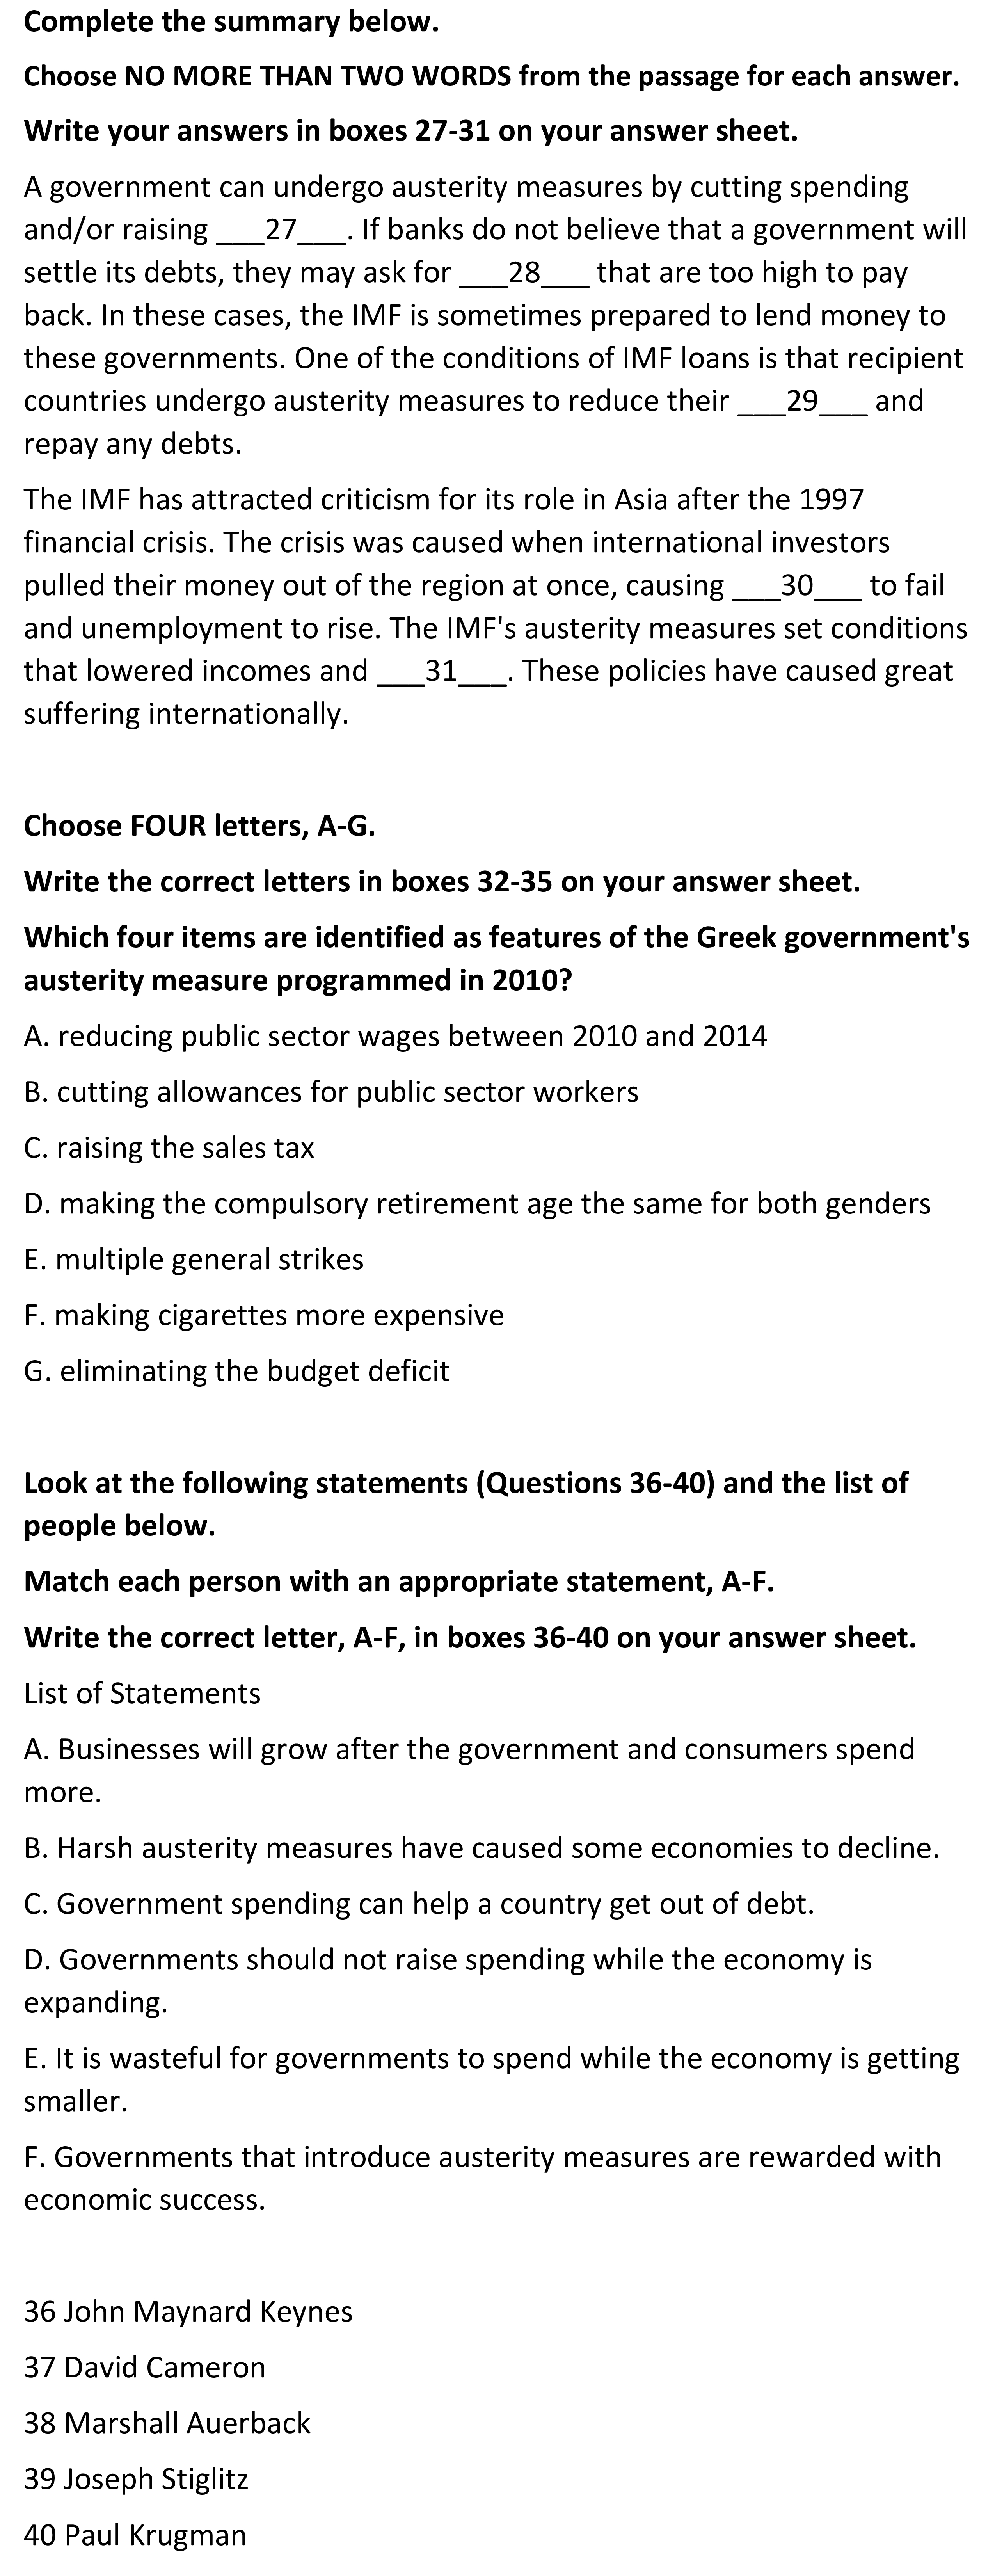 Complete the summary below.
Choose NO MORE THAN TWO WORDS from the passage for each answer.
Write your answers in boxes 27-31 on your answer sheet.
A government can undergo austerity measures by cutting spending
and/or raising ___27___. If banks do not believe that a government will
settle its debts, they may ask for ___28___ that are too high to pay
back. In these cases, the IMF is sometimes prepared to lend money to
these governments. One of the conditions of IMF loans is that recipient
countries undergo austerity measures to reduce their ___29___ and
repay any debts.
The IMF has attracted criticism for its role in Asia after the 1997
financial crisis. The crisis was caused when international investors
pulled their money out of the region at once, causing ___30___ to fail
and unemployment to rise. The IMF's austerity measures set conditions
that lowered incomes and ___31___. These policies have caused great
suffering internationally.
Choose FOUR letters, A-G.
Write the correct letters in boxes 32-35 on your answer sheet.
Which four items are identified as features of the Greek government's
austerity measure programmed in 2010?
A. reducing public sector wages between 2010 and 2014
B. cutting allowances for public sector workers
C. raising the sales tax
D. making the compulsory retirement age the same for both genders
E. multiple general strikes
F. making cigarettes more expensive
G. eliminating the budget deficit
Look at the following statements (Questions 36-40) and the list of
people below.
Match each person with an appropriate statement, A-F.
Write the correct letter, A-F, in boxes 36-40 on your answer sheet.
List of Statements
A. Businesses will grow after the government and consumers spend
more.
B. Harsh austerity measures have caused some economies to decline.
C. Government spending can help a country get out of debt.
D. Governments should not raise spending while the economy is
expanding.
E. It is wasteful for governments to spend while the economy is getting
smaller.
F. Governments that introduce austerity measures are rewarded with
economic success.
36 John Maynard Keynes
37 David Cameron
38 Marshall Auerback
39 Joseph Stiglitz
40 Paul Krugman